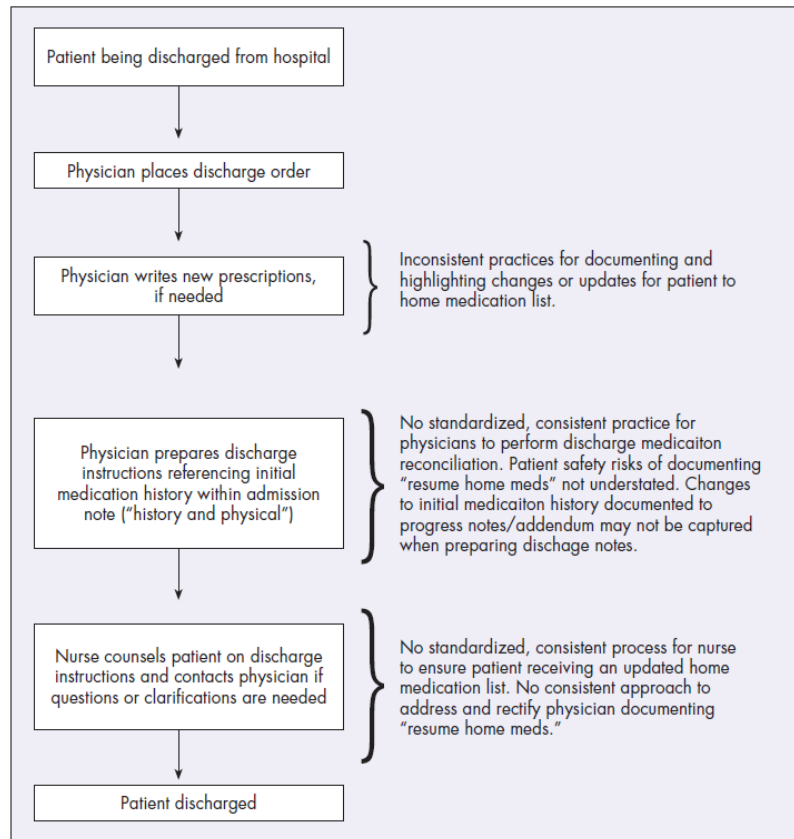 Patient being discharged from hospital
Physician places discharge order
Physician writes new prescriptions,
if needed
Inconsistent practices for documenting and
highlighting changes or updates for patient to
home medication list.
Physician prepares discharge
instructions referencing initial
medication history within admission
note (“history and physical”)
No standardized, consistent practice for
physicians to perform discharge medicaiton
reconciliation. Patient safety risks of documenting
“resume home meds” not understated. Changes
to initial medicaiton history documented to
progress notes/addendum may not be captured
when preparing dischage notes.
Nurse counsels patient on discharge
instructions and contacts physician if
questions or clarifications are needed
No standardized, consistent process for nurse
to ensure patient receiving an updated home
medication list. No consistent approach to
address and rectify physician documenting
“resume home meds.”
Patient discharged